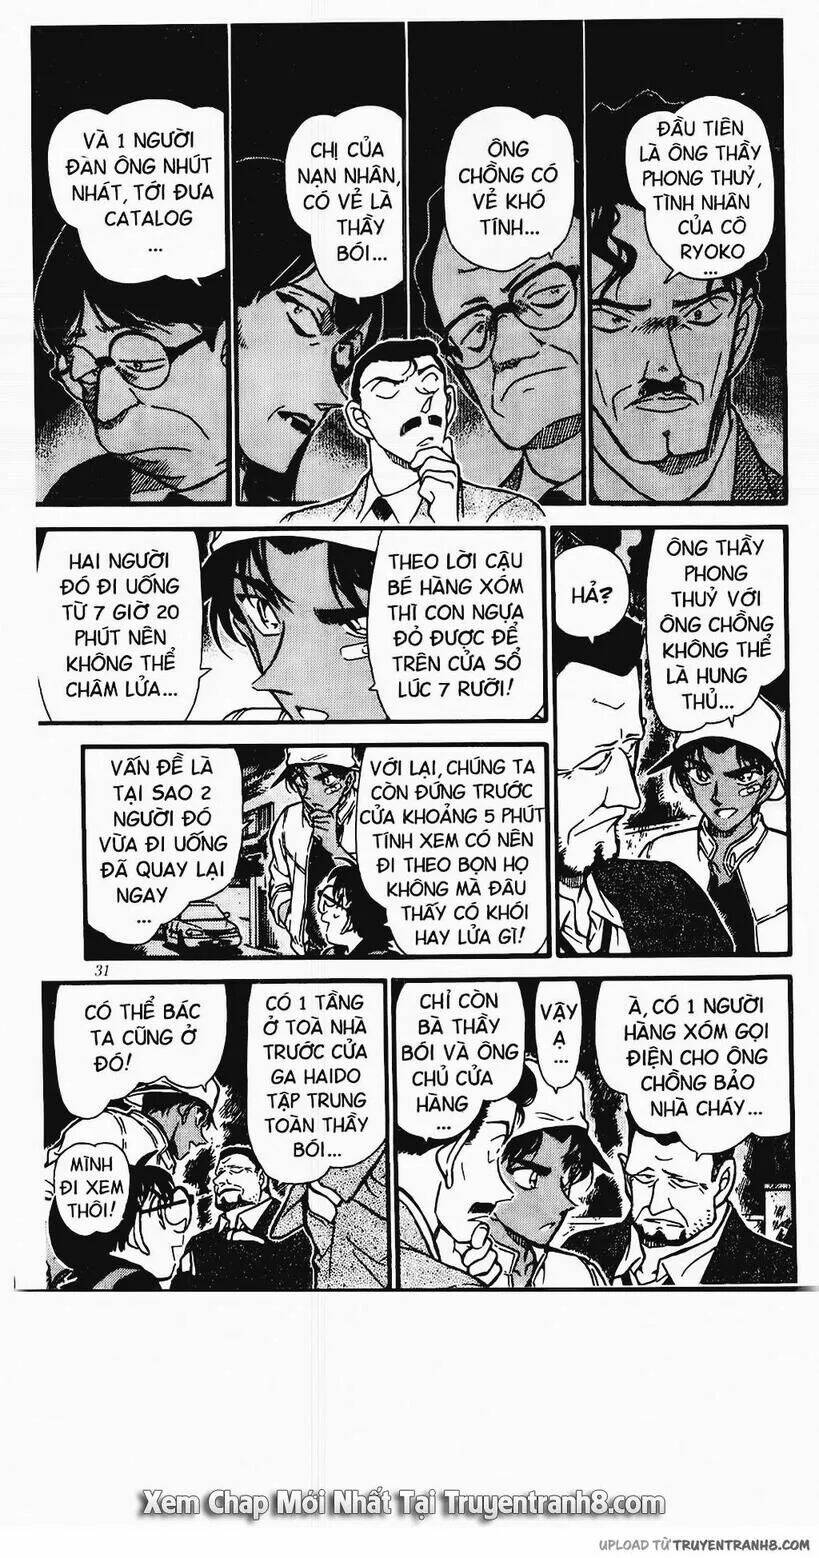 ĐẦU TIÊN
LÀ ÔNG THẦY
PHONG THUỶ,
TÌNH NHÂN
CỦA CÔ
RYOKO
...
ÔNG
CHỒNG CÓ
VẺ KHÓ
TÍNH...
CHỊ CỦA
NẠN NHÂN,
CÓ VẺ LÀ
THẦY
BÓI...
VÀ 1 NGƯỜI
ĐÀN ÔNG NHÚT
NHÁT, TỚI ĐƯA
CATALOG
...
ÔNG THẦY
PHONG
THUỶ VỚI
ÔNG CHỒNG
KHÔNG THỂ
LÀ HUNG
THỦ...
HẢ?
THEO LỜI CẬU
BÉ HÀNG XÓM
THÌ CON NGỰA
ĐỎ ĐƯỢC ĐỂ
TRÊN CỬA SỔ
LÚC 7 RƯỠI!
HAI NGƯỜI
ĐÓ ĐI UỐNG
TỪ 7 GIỜ 20
PHÚT NÊN
KHÔNG THỂ
CHÂM LỬA...
VỚI LẠI, CHÚNG TA
CÒN ĐỨNG TRƯỚC
CỬA KHOẢNG 5 PHÚT
TÍNH XEM CÓ NÊN
ĐI THEO BỌN HỌ
KHÔNG MÀ ĐÂU
THẤY CÓ KHÓI
HAY LỬA GÌ!
VẤN ĐỀ LÀ
TẠI SAO 2
NGƯỜI ĐÓ
VỪA ĐI UỐNG
ĐÃ QUAY LẠI
NGAY
...
31
À, CÓ 1 NGƯỜI
HÀNG XÓM GỌI
ĐIỆN CHO ÔNG
CHỒNG BẢO
NHÀ CHÁY...
VẬY
Ạ
...
CHỈ CÒN
BÀ THẦY
BÓI VÀ ÔNG
CHỦ CỬA
HÀNG
...
CÓ 1 TẦNG
Ở TOÀ NHÀ
TRƯỚC CỬA
GA HAIDO
TẬP TRUNG
TOÀN THẦY
BÓI...
CÓ THỂ BÁC
TA CŨNG Ở
ĐÓ!
MÌNH
ĐI XEM
THÔI!
Xem Chap Mới Nhất Tại Truyentranh8.com
UPLOAD TỪ TRUYENTRANH8.COM